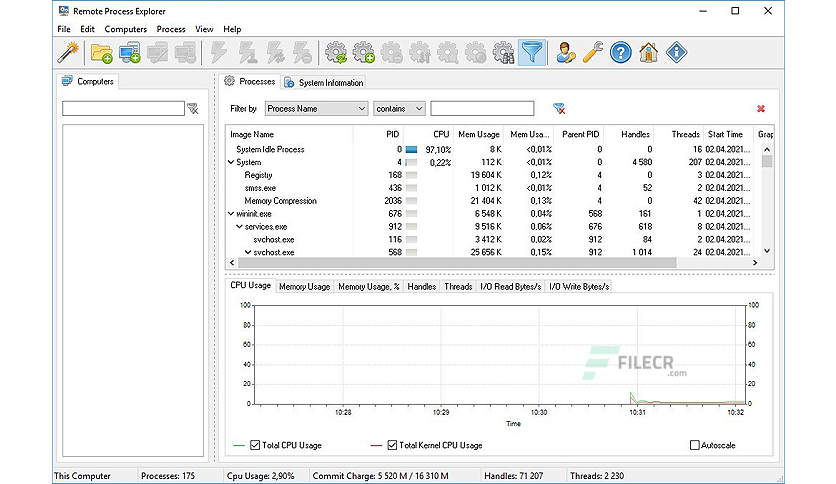 Remote Process Explorer
File Edit Computers Process View Help
Computers
Processes System Information
Filter by Process Name contains
Image Name PID CPU Mem Usage Mem Usa... Parent PID Handles Threads Start Time Grap
System Idle Process 0 97,10% 8 K <0,01% 0 0 16 02.04.2021...
System 4 0,22% 112 K <0,01% 0 4 580 207 02.04.2021...
Registry 168 19 604 K 0,12% 4 0 3 02.04.2021...
smss.exe 436 1 012 K <0,01% 4 52 2 02.04.2021...
Memory Compression 2036 21 404 K 0,13% 4 0 42 02.04.2021...
wininit.exe 676 6 548 K 0,04% 568 161 1 02.04.2021...
services.exe 912 9 516 K 0,06% 676 618 8 02.04.2021...
svchost.exe 116 3 412 K 0,02% 912 84 2 02.04.2021...
svchost.exe 568 25 656 K 0,15% 912 1 014 24 02.04.2021...
CPU Usage Memory Usage Memory Usage, % Handles Threads I/O Read Bytes/s I/O Write Bytes/s
100 100
80 80
60 60
40 40
20 20
0 0
FILECR
.com
10:28 10:29 10:30 10:31 10:32
Time
Total CPU Usage Total Kernel CPU Usage Autoscale
This Computer Processes: 175 Cpu Usage: 2,90% Commit Charge: 5 520 M / 16 310 M Handles: 71 207 Threads: 2 230